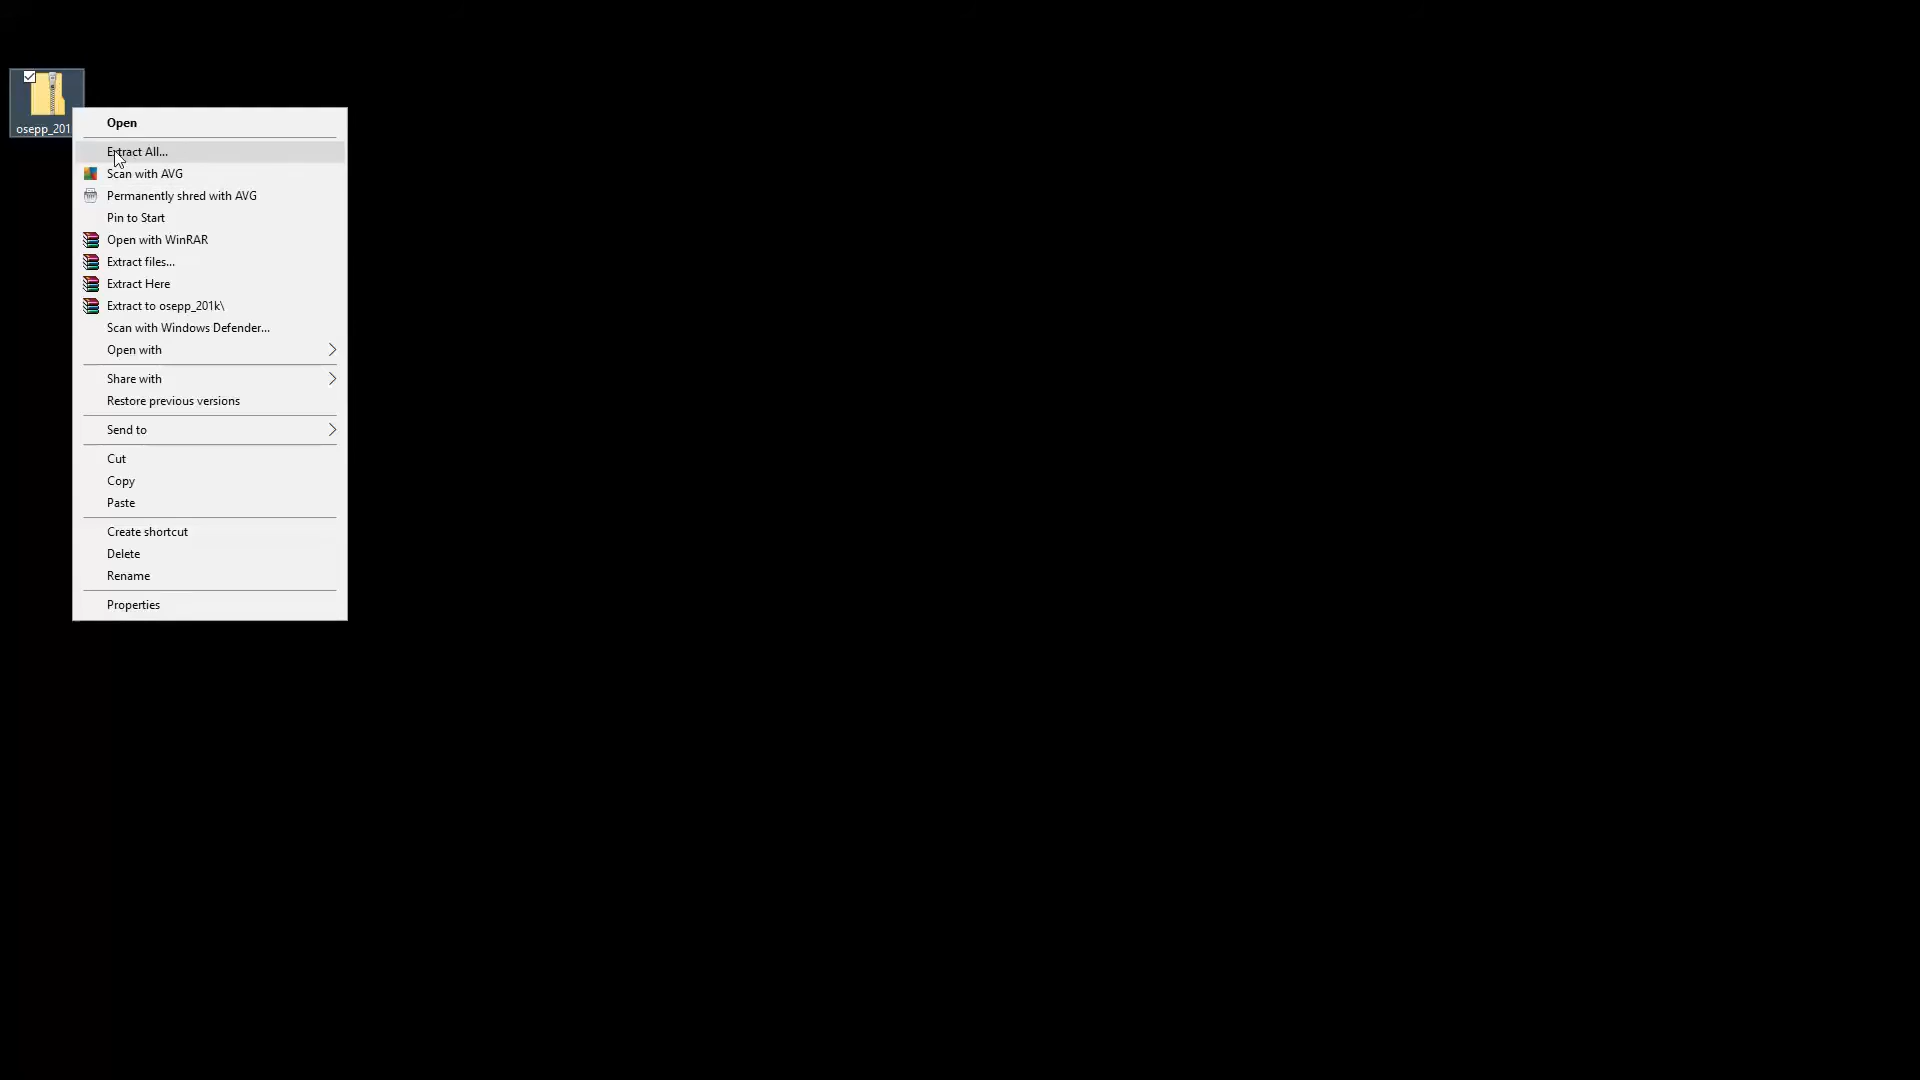 osepp_201
Open
Extract All...
Scan with AVG
Permanently shred with AVG
Pin to Start
Open with WinRAR
Extract files...
Extract Here
Extract to osepp_201k\
Scan with Windows Defender...
Open with
Share with
Restore previous versions
Send to
Cut
Copy
Paste
Create shortcut
Delete
Rename
Properties